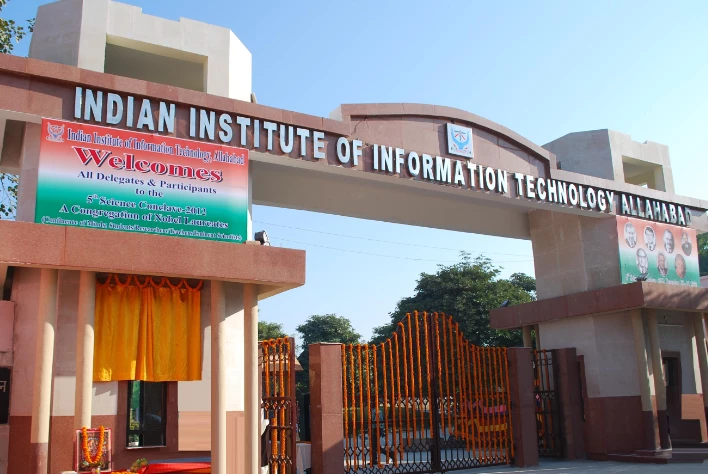 INDIAN INSTITUTE OF INFORMATION TECHNOLOGY ALLAHABAD
Indian Institute of Information Technology, Allahabad
Welcomes
All Delegates & Participants
to the
5th Science Conclave-2012
A Congregation of Nobel Laureates